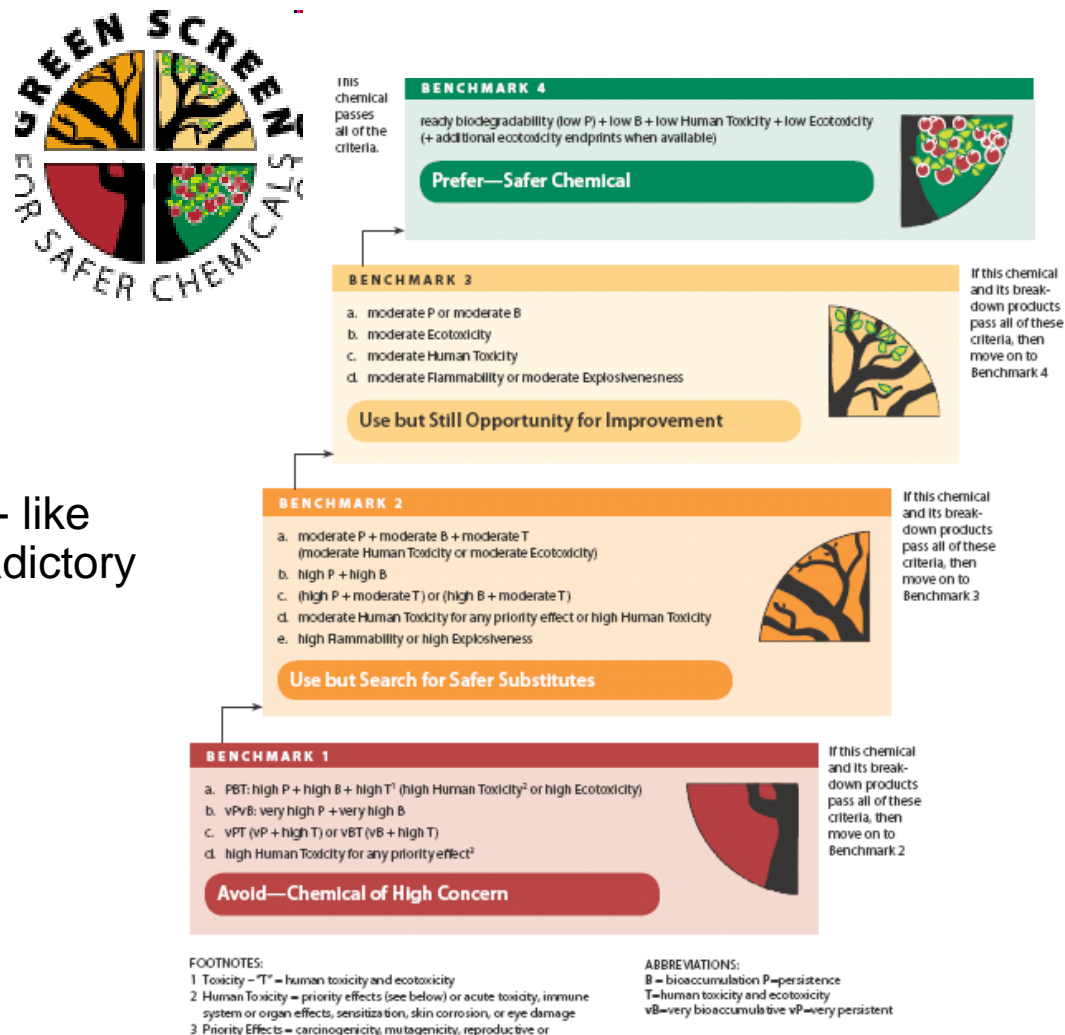 GREEN SCREEN
FOR SAFER CHEMICALS
This
chemical
passes
all of the
criteria.
BENCHMARK 4
ready biodegradability (low P) + low B + low Human Toxicity + low Ecotoxicity
(+ additional ecotoxicity endprints when available)
Prefer—Safer Chemical
BENCHMARK 3
a. moderate P or moderate B
b. moderate Ecotoxicity
c. moderate Human Toxicity
d. moderate Flammability or moderate Explosivenesness
Use but Still Opportunity for Improvement
If this chemical
and its break-
down products
pass all of these
criteria, then
move on to
Benchmark 4
- like
adictory
BENCHMARK 2
a. moderate P + moderate B + moderate T
(moderate Human Toxicity or moderate Ecotoxicity)
b. high P + high B
c. (high P + moderate T) or (high B + moderate T)
d. moderate Human Toxicity for any priority effect or high Human Toxicity
e. high Flammability or high Explosiveness
Use but Search for Safer Substitutes
If this chemical
and its break-
down products
pass all of these
criteria, then
move on to
Benchmark 3
BENCHMARK 1
a. PBT: high P + high B + high T¹ (high Human Toxicity² or high Ecotoxicity)
b. vPvB: very high P + very high B
c. vPT (vP + high T) or vBT (vB + high T)
d. high Human Toxicity for any priority effect³
Avoid—Chemical of High Concern
If this chemical
and its break-
down products
pass all of these
criteria, then
move on to
Benchmark 2
FOOTNOTES:
1 Toxicity – "T" = human toxicity and ecotoxicity
2 Human Toxicity = priority effects (see below) or acute toxicity, immune
system or organ effects, sensitization, skin corrosion, or eye damage
3 Priority Effects = carcinogenicity, mutagenicity, reproductive or
ABBREVIATIONS:
B = bioaccumulation P=persistence
T=human toxicity and ecotoxicity
vB=very bioaccumulative vP=very persistent